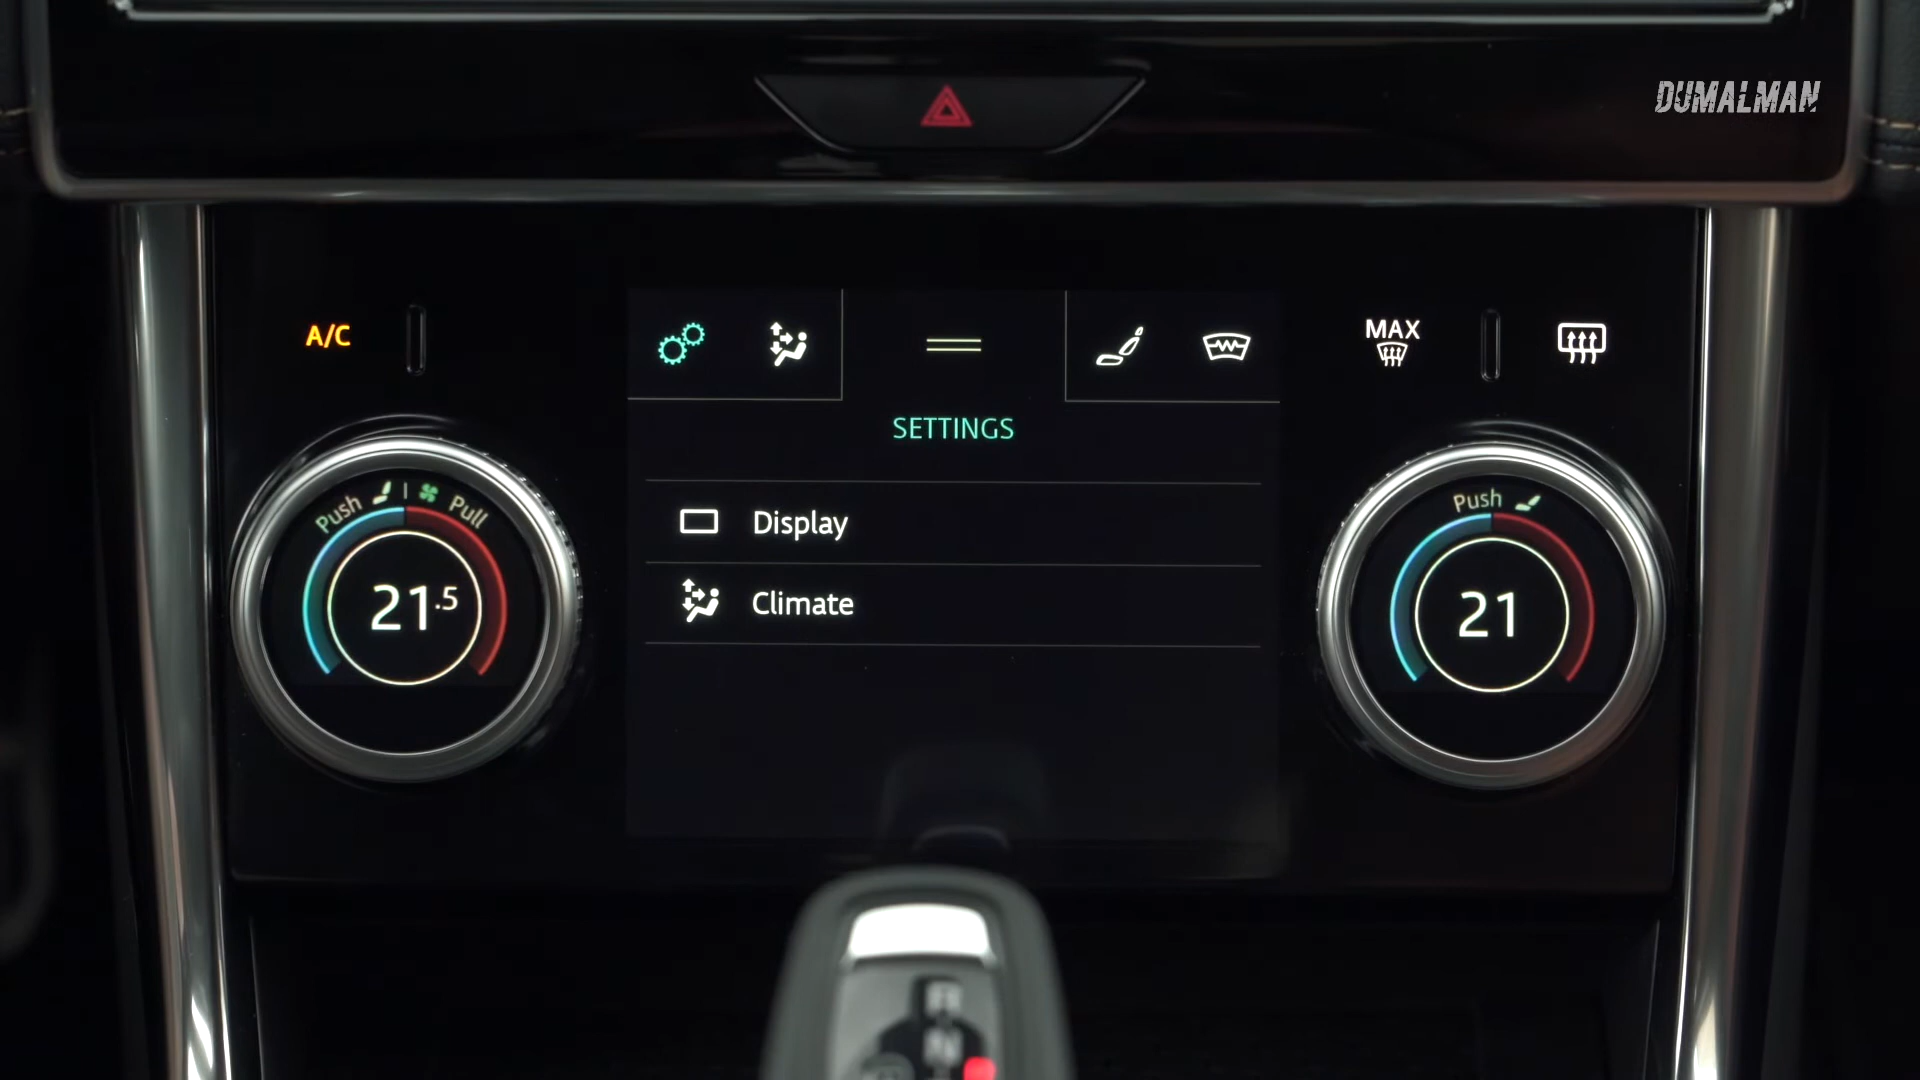 DUMALMAN
A/C
MAX
SETTINGS
Push | Pull
Push
Display
21.5
Climate
21
R
N